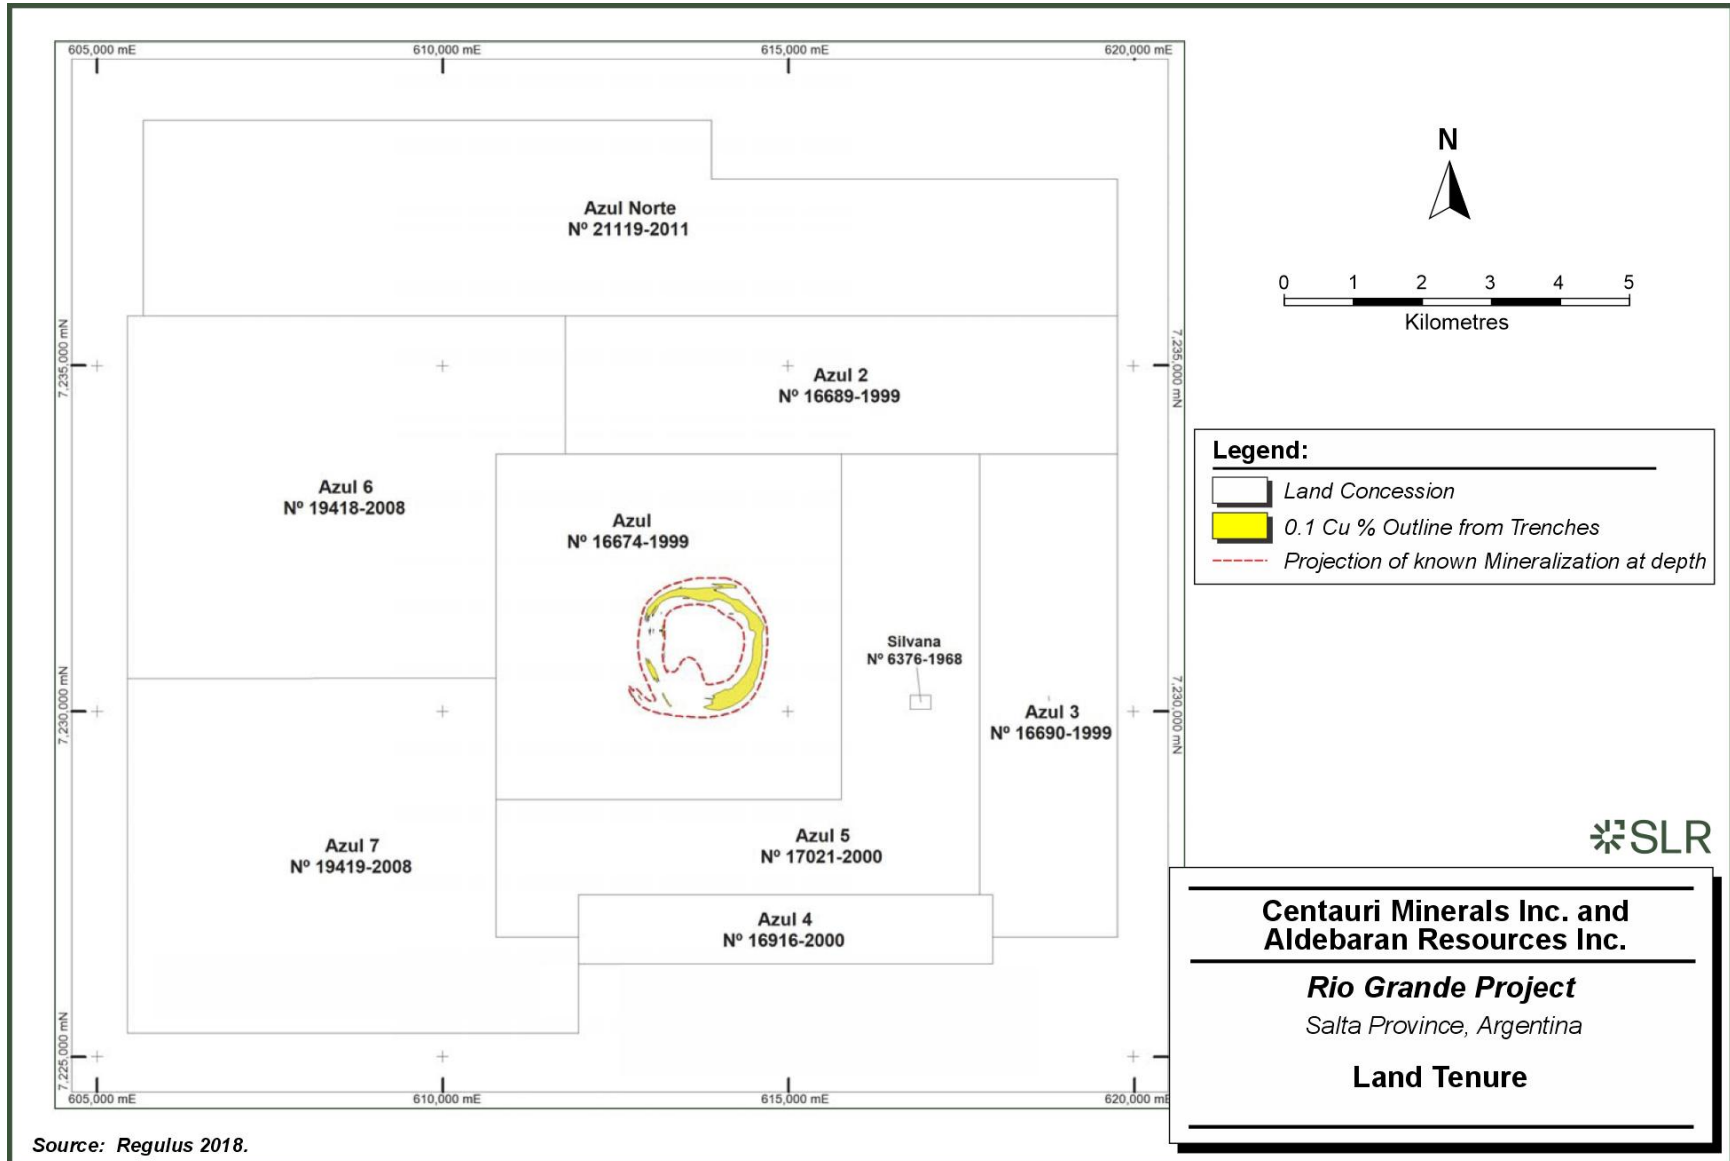 605,000 mE
610,000 mE
615,000 mE
620,000 mE
N
Azul Norte
Nº 21119-2011
0 1 2 3 4 5
Kilometres
7,235,000 mN
7,235,000 mN
Azul 2
Nº 16689-1999
Legend:
Land Concession
0.1 Cu % Outline from Trenches
Projection of known Mineralization at depth
Azul 6
Nº 19418-2008
Azul
Nº 16674-1999
Silvana
Nº 6376-1968
7,230,000 mN
7,230,000 mN
Azul 3
Nº 16690-1999
Azul 7
Nº 19419-2008
Azul 5
Nº 17021-2000
Azul 4
Nº 16916-2000
SLR
Centauri Minerals Inc. and
Aldebaran Resources Inc.
Rio Grande Project
Salta Province, Argentina
Land Tenure
7,225,000 mN
605,000 mE
610,000 mE
615,000 mE
620,000 mE
Source: Regulus 2018.